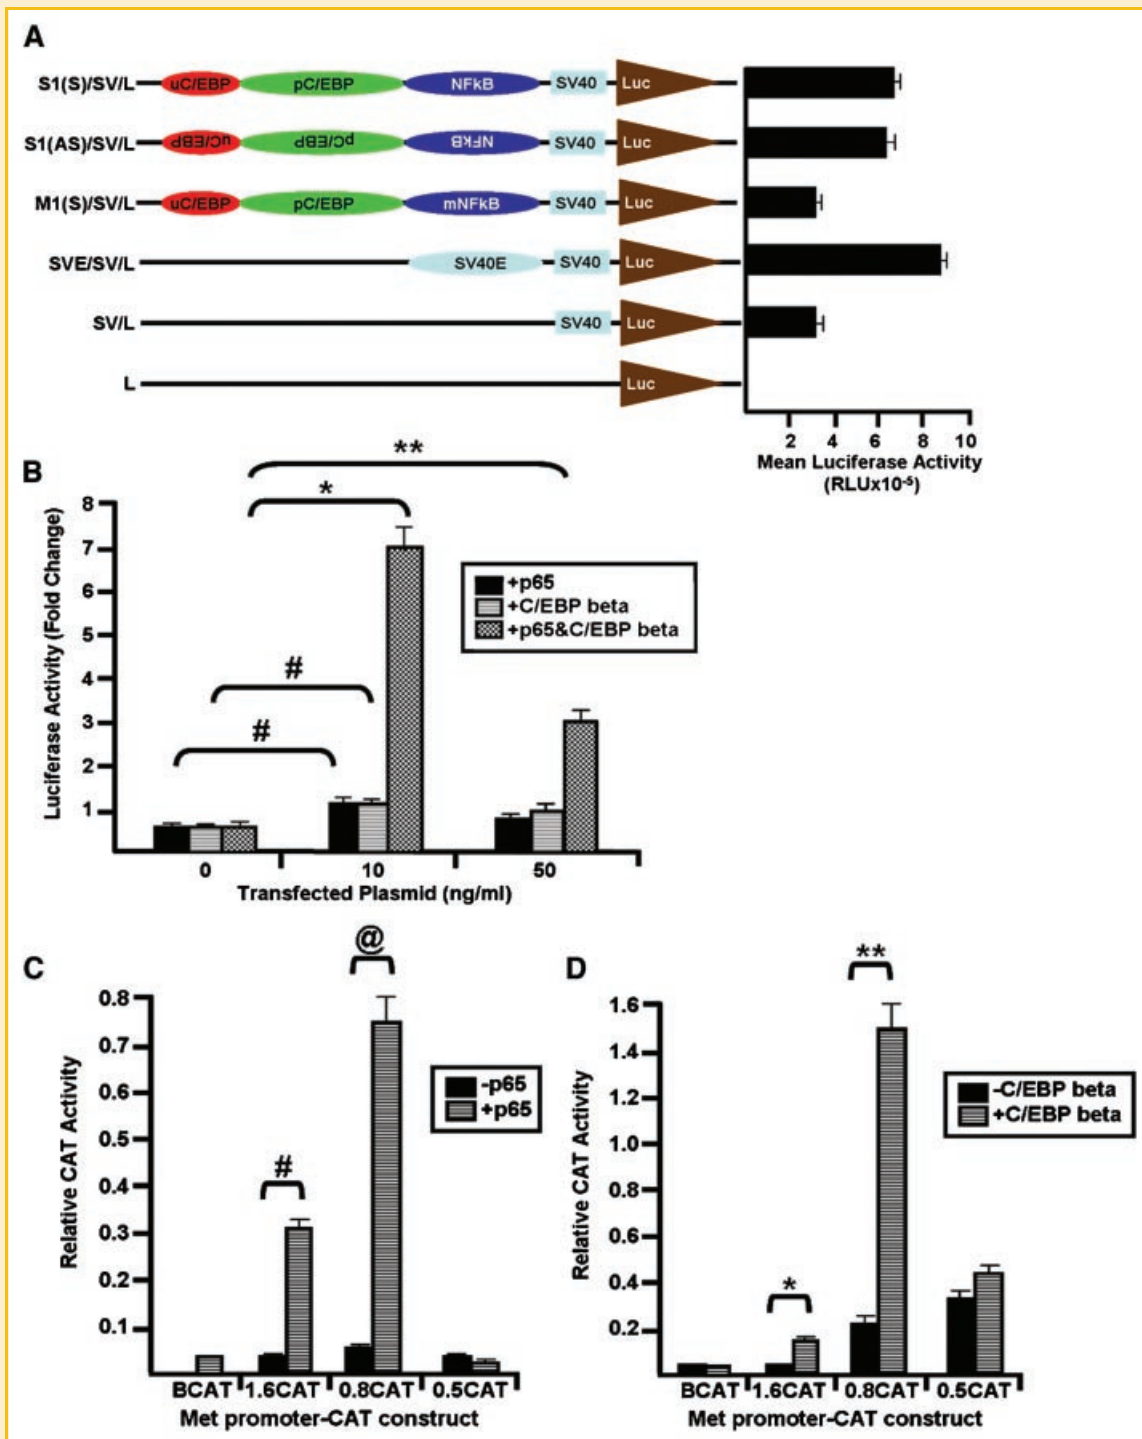 A
S1(S)/SV/L uC/EBP pC/EBP NFkB SV40 Luc
S1(AS)/SV/L uC/EBP pC/EBP NFkB SV40 Luc
M1(S)/SV/L uC/EBP pC/EBP mNFkB SV40 Luc
SVE/SV/L SV40E SV40 Luc
SV/L SV40 Luc
L Luc
2 4 6 8 10
Mean Luciferase Activity
(RLUx10-5)
B
**
*
#
#
Luciferase Activity (Fold Change)
8
7
6
5
4
3
2
1
+p65
+C/EBP beta
+p65&C/EBP beta
0 10 50
Transfected Plasmid (ng/ml)
C
@
#
Relative CAT Activity
0.8
0.7
0.6
0.5
0.4
0.3
0.2
0.1
-p65
+p65
BCAT 1.6CAT 0.8CAT 0.5CAT
Met promoter-CAT construct
D
**
*
Relative CAT Activity
1.6
1.4
1.2
1.0
0.8
0.6
0.4
0.2
-C/EBP beta
+C/EBP beta
BCAT 1.6CAT 0.8CAT 0.5CAT
Met promoter-CAT construct